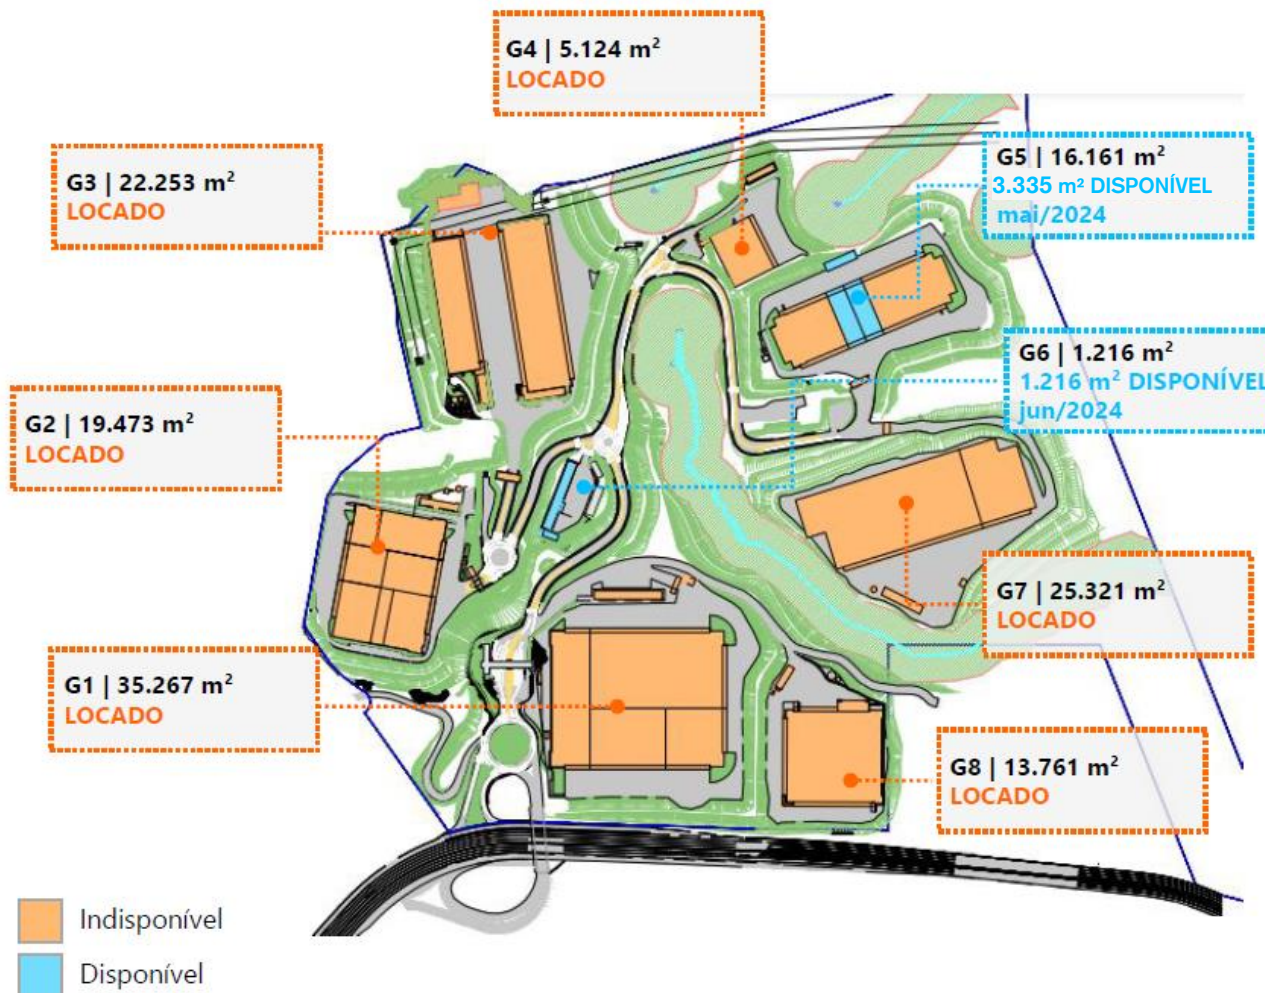 G4 | 5.124 m²
LOCADO
G3 | 22.253 m²
LOCADO
G5 | 16.161 m²
3.335 m² DISPONÍVEL
mai/2024
G6 | 1.216 m²
1.216 m² DISPONÍVEL
jun/2024
G2 | 19.473 m²
LOCADO
G7 | 25.321 m²
LOCADO
G1 | 35.267 m²
LOCADO
G8 | 13.761 m²
LOCADO
Indisponível
Disponível